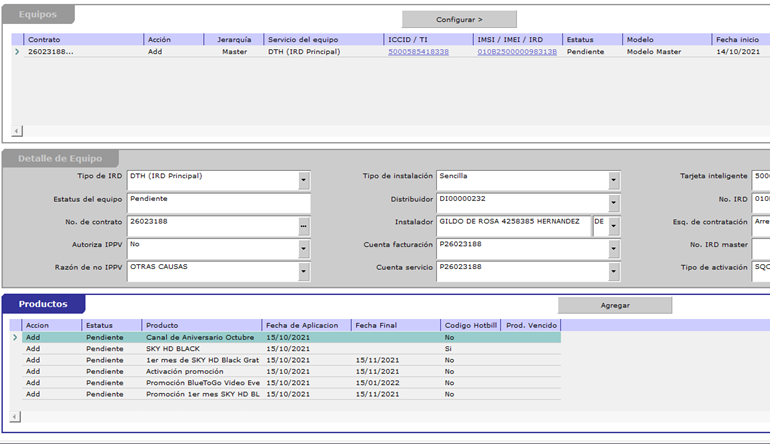 Equipos
Configurar >
Contrato Acción Jerarquía Servicio del equipo ICCID / TI IMSI / IMEI / IRD Estatus Modelo Fecha inicio
26023188... Add Master DTH (IRD Principal) 5000585418338 010B25000098313B Pendiente Modelo Master 14/10/2021
Detalle de Equipo
Tipo de IRD DTH (IRD Principal) Tipo de instalación Sencilla Tarjeta inteligente 500
Estatus del equipo Pendiente Distribuidor DI00000232 No. IRD 010
No. de contrato 26023188 ... Instalador GILDO DE ROSA 4258385 HERNANDEZ DE Esq. de contratación Arre
Autoriza IPPV No Cuenta facturación P26023188 No. IRD master
Razón de no IPPV OTRAS CAUSAS Cuenta servicio P26023188 Tipo de activación SQC
Productos
Agregar
Accion Estatus Producto Fecha de Aplicacion Fecha Final Codigo Hotbill Prod. Vencido
Add Pendiente Canal de Aniversario Octubre 15/10/2021 No
Add Pendiente SKY HD BLACK 15/10/2021 Si
Add Pendiente 1er mes de SKY HD Black Grat 15/10/2021 15/11/2021 No
Add Pendiente Activación promoción 15/10/2021 15/11/2021 No
Add Pendiente Promoción BlueToGo Video Eve 15/10/2021 15/01/2022 No
Add Pendiente Promoción 1er mes SKY HD BL 15/10/2021 15/11/2021 No